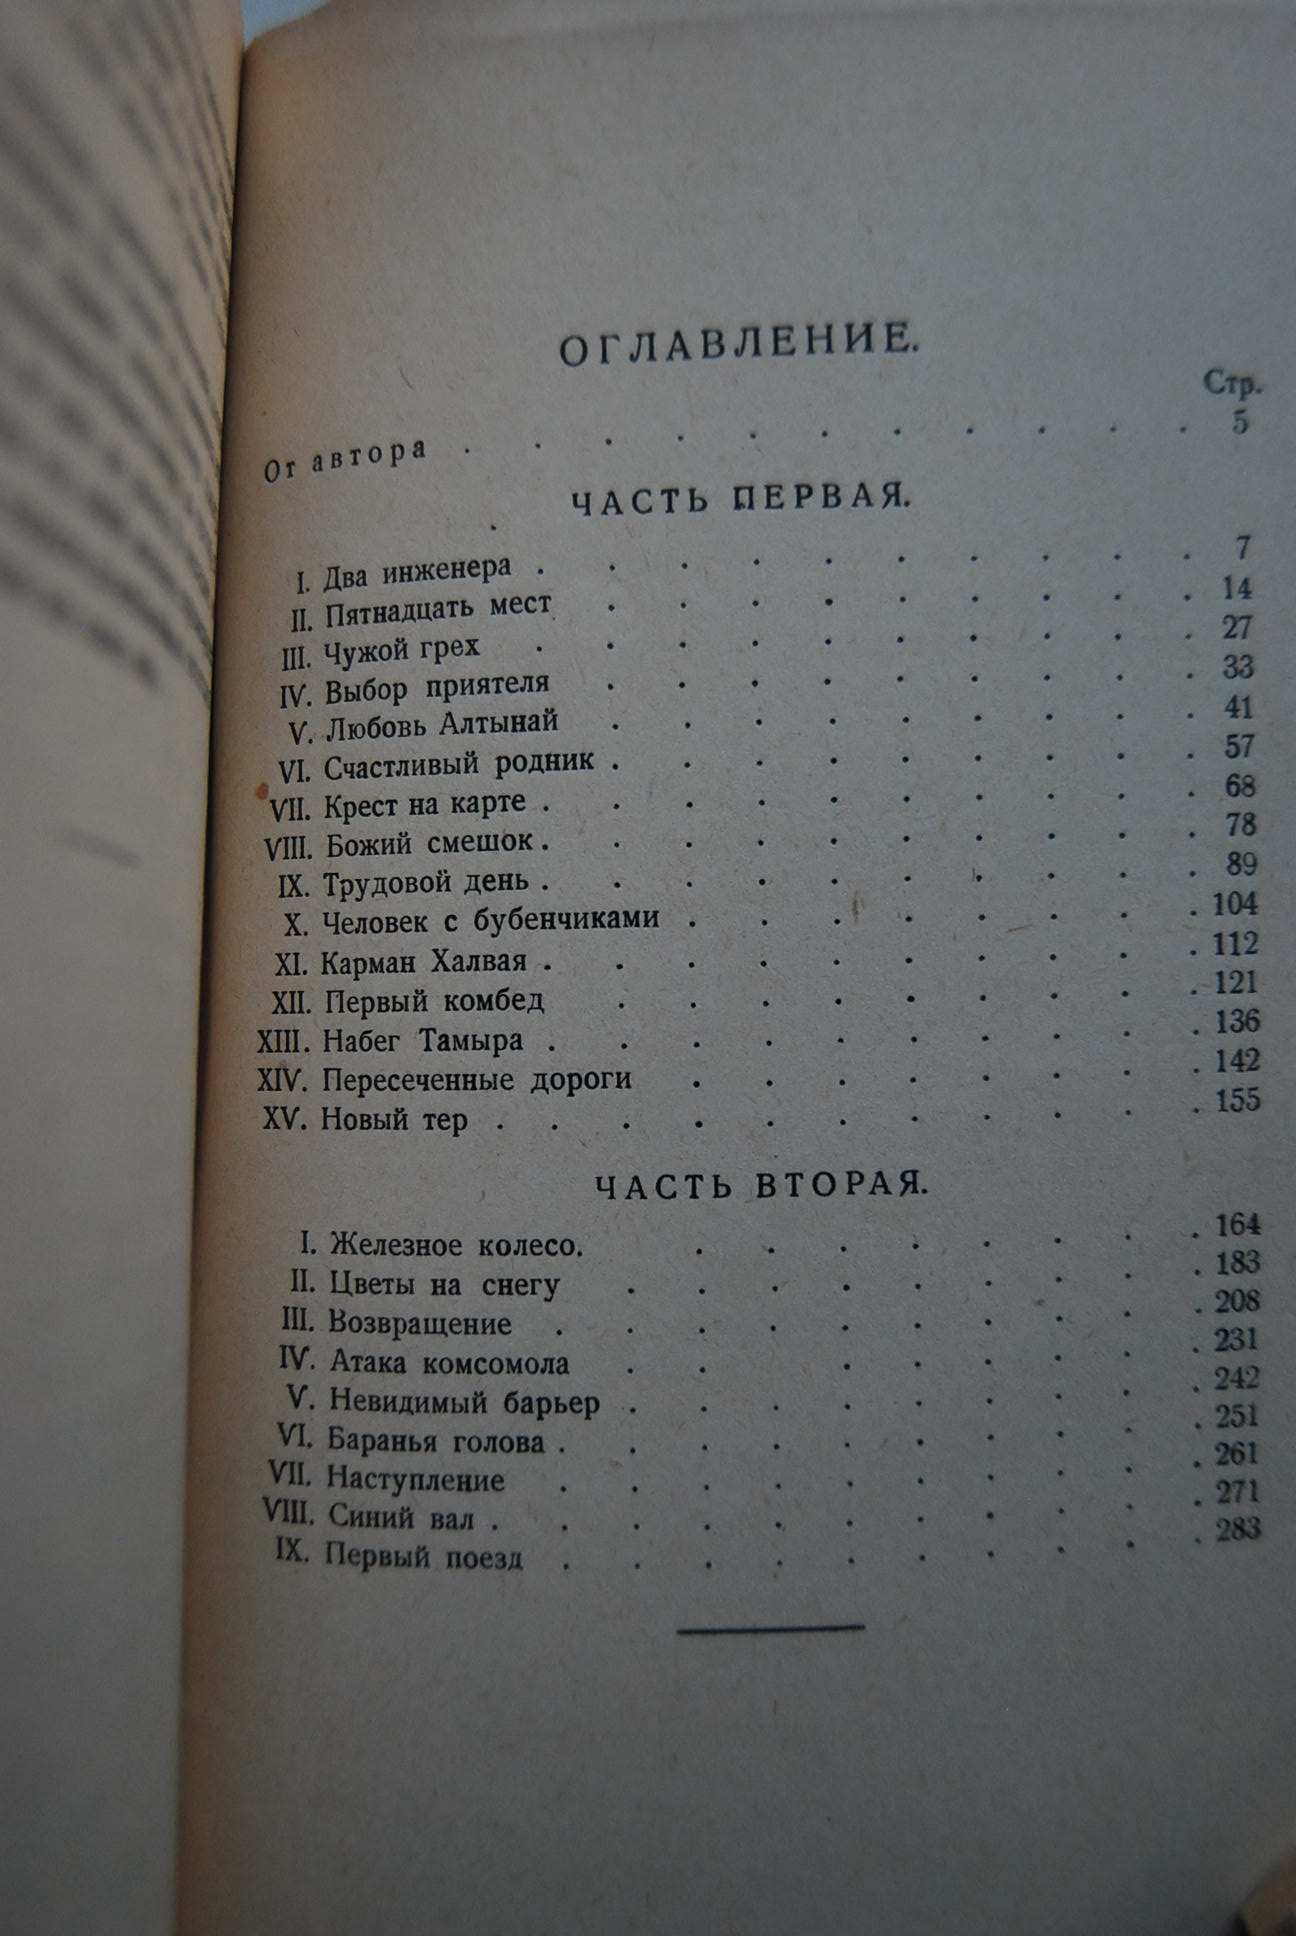 ОГЛАВЛЕНИЕ.
Стр.
От автора . . . . . . . . . . . 5
ЧАСТЬ ПЕРВАЯ.
I. Два инженера . . . . . . . . . . 7
II. Пятнадцать мест . . . . . . . . . 14
III. Чужой грех . . . . . . . . . . 27
IV. Выбор приятеля . . . . . . . . . 33
V. Любовь Алтынай . . . . . . . . . 41
VI. Счастливый родник . . . . . . . . . 57
VII. Крест на карте . . . . . . . . . . 68
VIII. Божий смешок . . . . . . . . . . 78
IX. Трудовой день . . . . . . . . . . 89
X. Человек с бубенчиками . . . . . . . . 104
XI. Карман Халвая . . . . . . . . . . 112
XII. Первый комбед . . . . . . . . . 121
XIII. Набег Тамыра . . . . . . . . . . 136
XIV. Пересеченные дороги . . . . . . . . 142
XV. Новый тер . . . . . . . . . . . 155
ЧАСТЬ ВТОРАЯ.
I. Железное колесо. . . . . . . . . 164
II. Цветы на снегу . . . . . . . . . 183
III. Возвращение . . . . . . . . . . 208
IV. Атака комсомола . . . . . . . . 231
V. Невидимый барьер . . . . . . . . . 242
VI. Баранья голова . . . . . . . . . . 251
VII. Наступление . . . . . . . . . . 261
VIII. Синий вал . . . . . . . . . . . 271
IX. Первый поезд . . . . . . . . . . 283